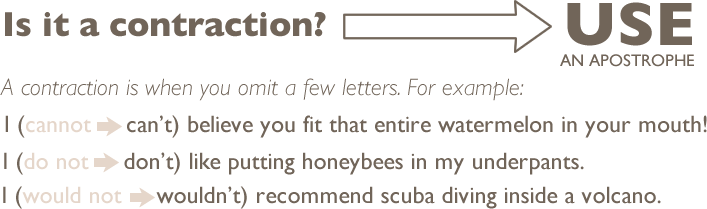 Is it a contraction? USE
AN APOSTROPHE
A contraction is when you omit a few letters. For example:
I (cannot can't) believe you fit that entire watermelon in your mouth!
I (do not don't) like putting honeybees in my underpants.
I (would not wouldn't) recommend scuba diving inside a volcano.